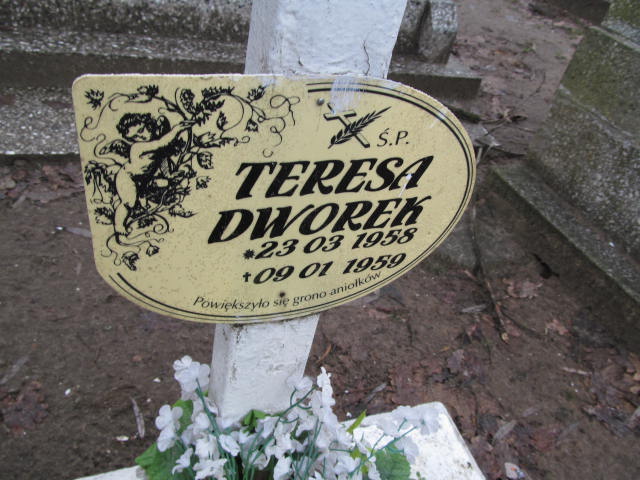 Ś.P.
TERESA
DWOREK
*23 03 1958
†09 01 1959
Powiększyło się grono aniołków